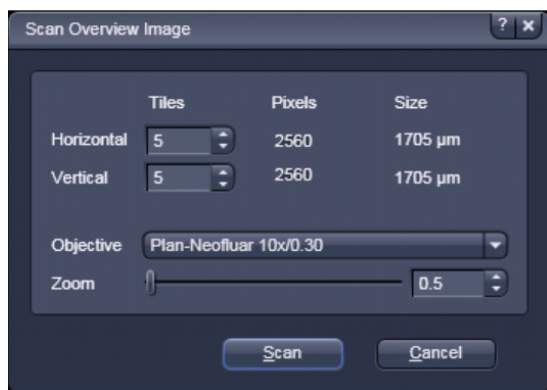 Scan Overview Image ? ×
Tiles Pixels Size
Horizontal 5 2560 1705 µm
Vertical 5 2560 1705 µm
Objective Plan-Neofluar 10x/0.30
Zoom 0.5
Scan Cancel